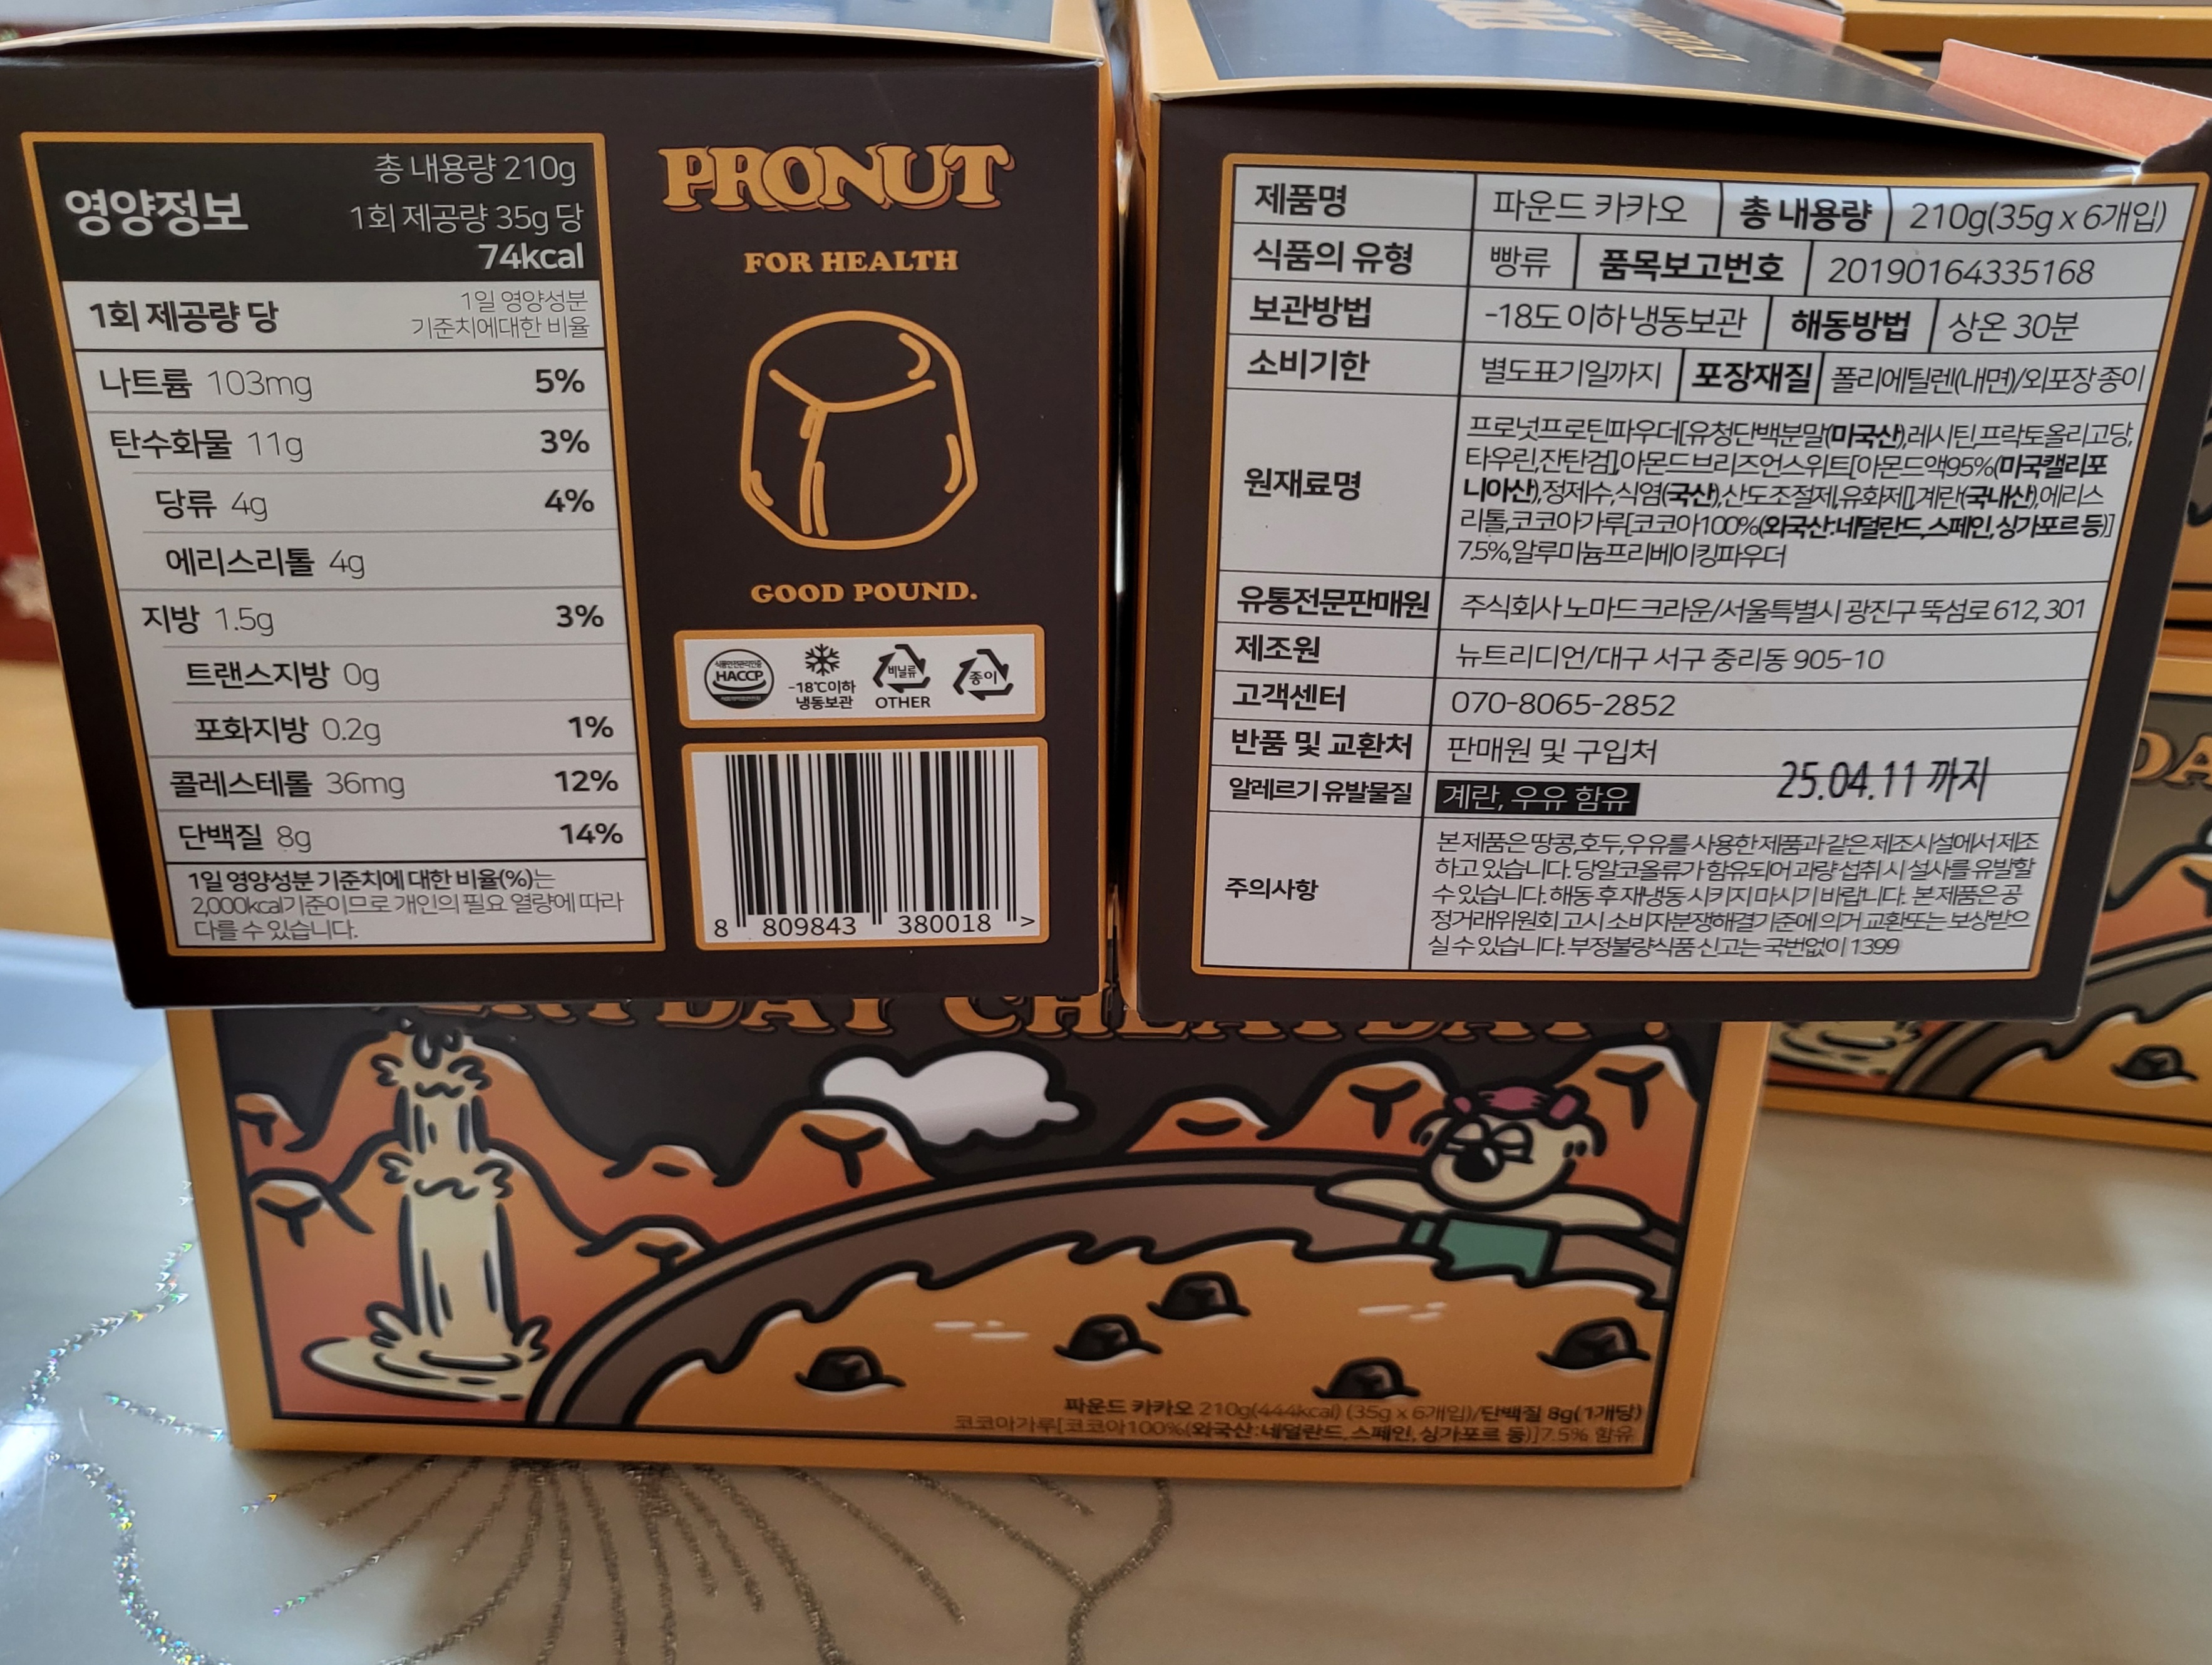 총 내용량 210g
영양정보
1회 제공량 35g 당
74kcal
1회 제공량 당
1일 영양성분
기준치에대한 비율
나트륨 103mg 5%
탄수화물 11g 3%
당류 4g 4%
에리스리톨 4g
지방 1.5g 3%
트랜스지방 0g
포화지방 0.2g 1%
콜레스테롤 36mg 12%
단백질 8g 14%
1일 영양성분 기준치에 대한 비율(%)는
2,000kcal기준이므로 개인의 필요 열량에 따라
다를 수 있습니다.
PRONUT
FOR HEALTH
GOOD POUND.
HACCP
-18℃이하
냉동보관
비닐류
OTHER
종이
8 809843 380018 >
제품명 파운드 카카오 총 내용량 210g(35g x 6개입)
식품의 유형 빵류 품목보고번호 20190164335168
보관방법 -18도 이하 냉동보관 해동방법 상온 30분
소비기한 별도표기일까지 포장재질 폴리에틸렌(내면)/외포장 종이
원재료명
프로넛프로틴파우더[유청단백분말(미국산),레시틴,프락토올리고당,
타우린,잔탄검],아몬드브리즈언스위트[아몬드액95%(미국캘리포
니아산),정제수,식염(국산),산도조절제,유화제],계란(국내산),에리스
리톨,코코아가루[코코아100%(외국산:네덜란드,스페인,싱가포르 등)]
7.5%,알루미늄프리베이킹파우더
유통전문판매원 주식회사 노마드크라운/서울특별시 광진구 뚝섬로 612, 301
제조원 뉴트리디언/대구 서구 중리동 905-10
고객센터 070-8065-2852
반품 및 교환처 판매원 및 구입처
25.04.11 까지
알레르기 유발물질 계란, 우유 함유
주의사항
본 제품은 땅콩,호두,우유를 사용한 제품과 같은 제조시설에서 제조
하고 있습니다. 당알코올류가 함유되어 과량 섭취 시 설사를 유발할
수 있습니다. 해동 후 재냉동 시키지 마시기 바랍니다. 본 제품은 공
정거래위원회 고시 소비자분쟁해결기준에 의거 교환또는 보상받으
실 수 있습니다. 부정불량식품 신고는 국번없이 1399
파운드 카카오 210g(444kcal) (35g x 6개입)/단백질 8g(1개당)
코코아가루[코코아100%(외국산:네덜란드, 스페인, 싱가포르 등)]7.5% 함유